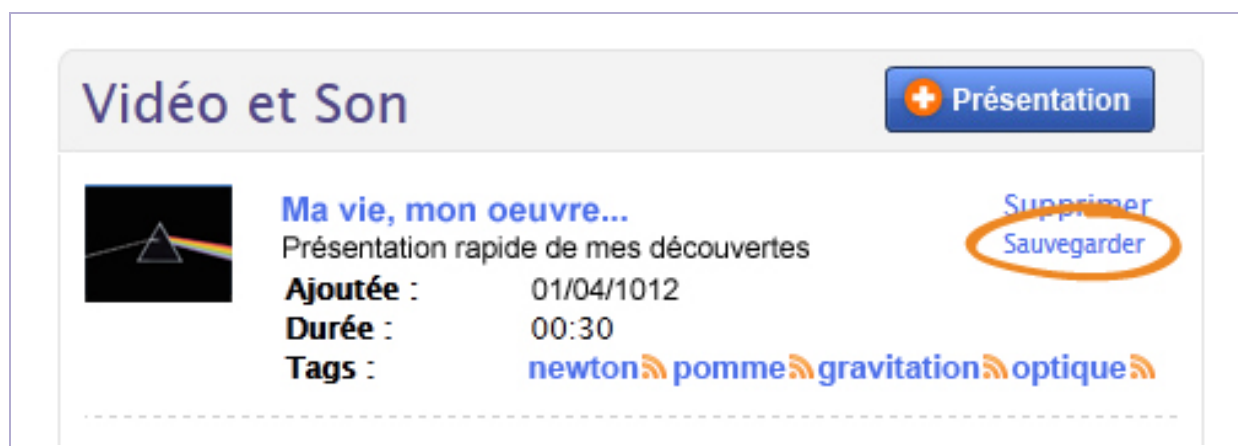 Vidéo et Son
Présentation
Ma vie, mon oeuvre...
Supprimer
Présentation rapide de mes découvertes
Sauvegarder
Ajoutée : 01/04/1012
Durée : 00:30
Tags : newton pomme gravitation optique